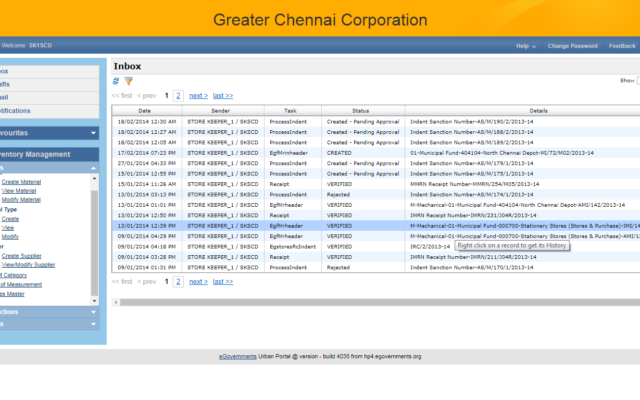 Greater Chennai Corporation
Welcome SK1SCD
Help Change Password Feedback
Inbox
Show
<< first < prev 1 2 next > last >>
Date Sender Task Status Details
18/02/2014 12:30 AM STORE KEEPER_1 / SKSCD ProcessIndent Created - Pending Approval Indent Sanction Number-AS/M/190/2/2013-14
18/02/2014 12:27 AM STORE KEEPER_1 / SKSCD ProcessIndent Created - Pending Approval Indent Sanction Number-AS/M/188/2/2013-14
18/02/2014 12:05 AM STORE KEEPER_1 / SKSCD ProcessIndent Created - Pending Approval Indent Sanction Number-AS/M/189/2/2013-14
17/02/2014 07:23 PM STORE KEEPER_1 / SKSCD EgfMrinheader CREATED 01-Municipal Fund-404104-North Chennai Depot-MI/72/M02/2013-14
27/01/2014 04:33 PM STORE KEEPER_1 / SKSCD ProcessIndent Created - Pending Approval Indent Sanction Number-AS/M/179/1/2013-14
15/01/2014 12:55 PM STORE KEEPER_1 / SKSCD ProcessIndent Created - Pending Approval Indent Sanction Number-AS/M/175/1/2013-14
15/01/2014 11:26 AM STORE KEEPER_1 / SKSCD Receipt VERIFIED MMRN Receipt Number-MMRN/254/M05/2013-14
13/01/2014 03:13 PM STORE KEEPER_1 / SKSCD ProcessIndent Rejected Indent Sanction Number-AS/M/174/1/2013-14
13/01/2014 01:01 PM STORE KEEPER_1 / SKSCD EgfMrheader VERIFIED M-Mechanical-01-Municipal Fund-404104-North Chennai Depot-AMI/142/2013-14
13/01/2014 12:50 PM STORE KEEPER_1 / SKSCD Receipt VERIFIED IMRN Receipt Number-IMRN/231/J04R/2013-14
13/01/2014 12:39 PM STORE KEEPER_1 / SKSCD EgfMrheader VERIFIED M-Mechanical-01-Municipal Fund-000700-Stationery Stores (Stores & Purchase)-IMI/14
09/01/2014 04:29 PM STORE KEEPER_1 / SKSCD EgfMrheader VERIFIED M-Mechanical-01-Municipal Fund-000700-Stationery Stores (Stores & Purchase)-AMI/13
09/01/2014 04:18 PM STORE KEEPER_1 / SKSCD EgstoresRcIndent VERIFIED IRC/2/2013-14
Right click on a record to get its History.
09/01/2014 03:28 PM STORE KEEPER_1 / SKSCD Receipt VERIFIED IMRN Receipt Number-IMRN/211/J04R/2013-14
09/01/2014 01:31 PM STORE KEEPER_1 / SKSCD ProcessIndent Rejected Indent Sanction Number-AS/M/170/1/2013-14
<< first < prev 1 2 next > last >>
box
fts
ail
tifications
vourites
ventory Management
s
Create Material
View Material
Modify Material
l Type
Create
View
Modify
er
Create Supplier
View/Modify Supplier
l Category
of Measurement
es Master
ctions
s
eGovernments Urban Portal @ version - build 4036 from hp4.egovernments.org